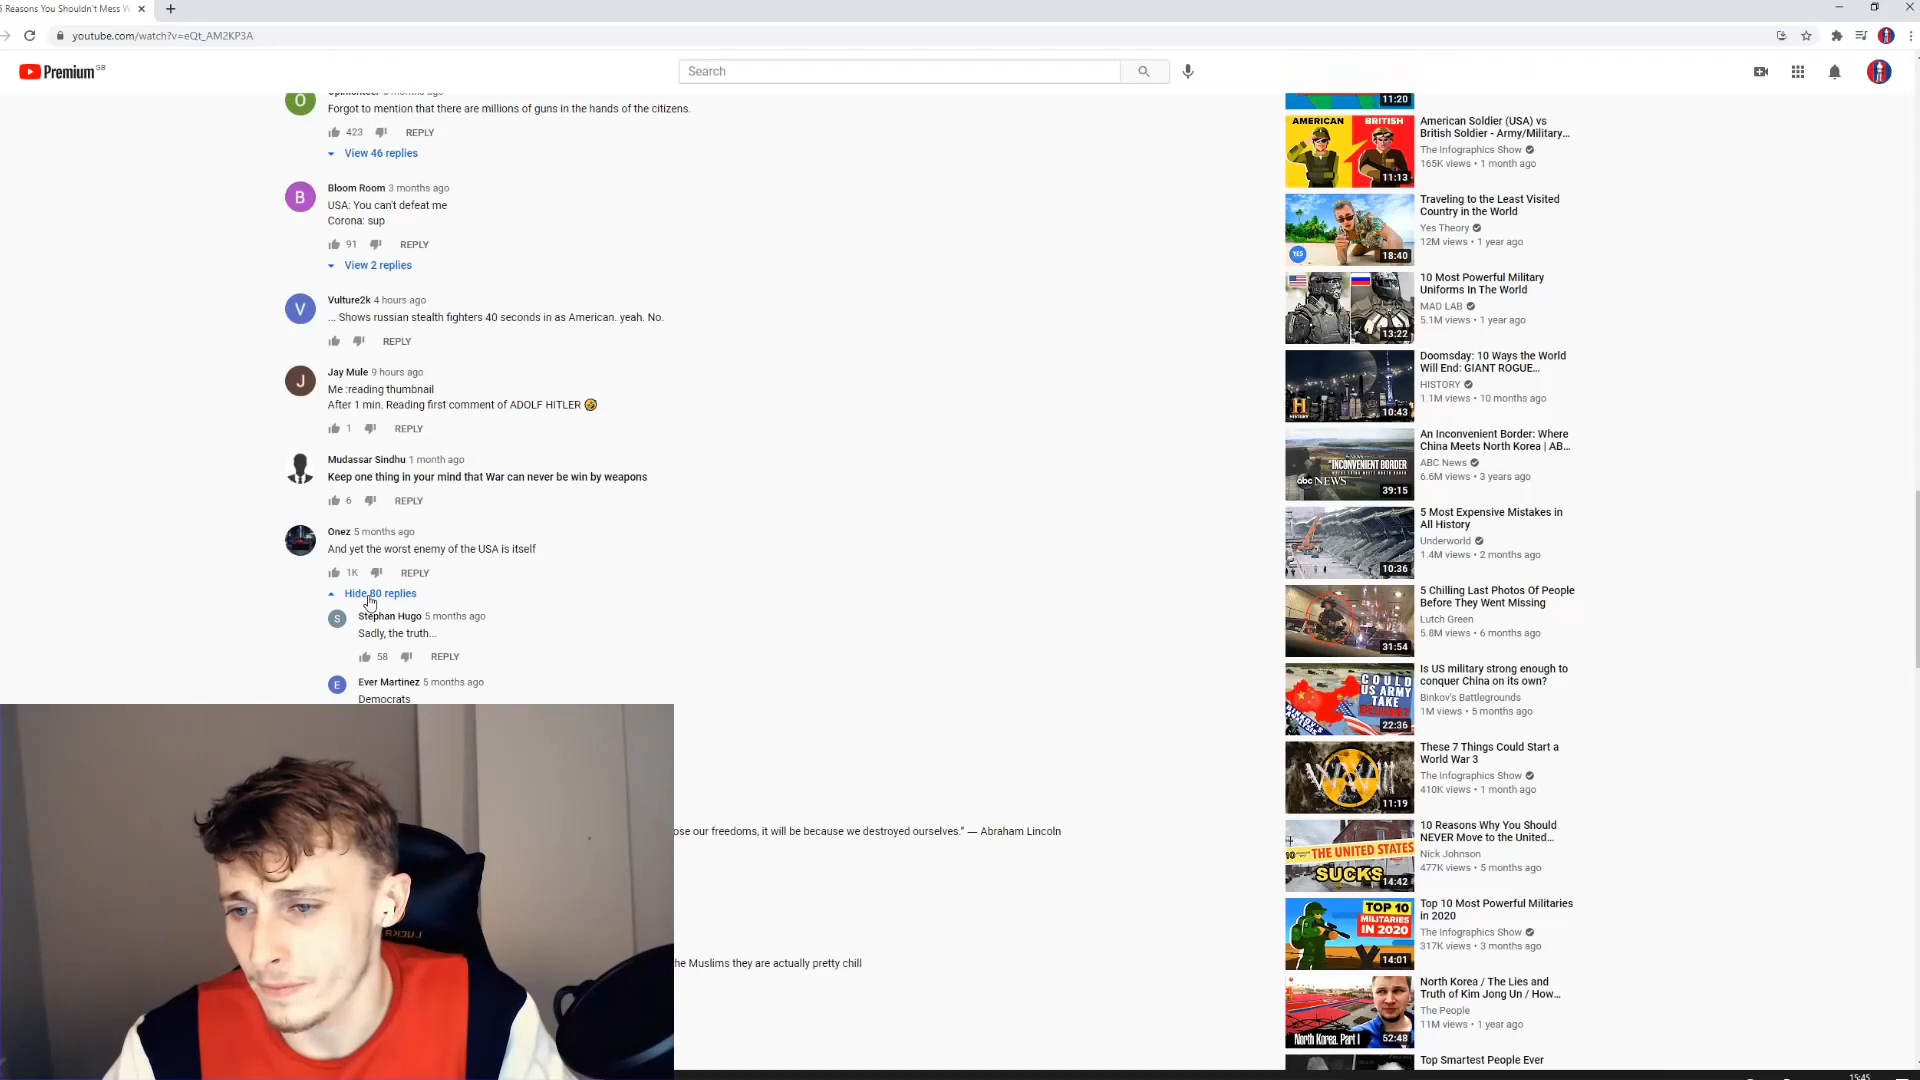 5 Reasons You Shouldn't Mess W
youtube.com/watch?v=eQt_AM2KP3A
Premium GB
Search
Forgot to mention that there are millions of guns in the hands of the citizens.
423 REPLY
View 46 replies
B
Bloom Room 3 months ago
USA: You can't defeat me
Corona: sup
91 REPLY
View 2 replies
V
Vulture2k 4 hours ago
... Shows russian stealth fighters 40 seconds in as American. yeah. No.
REPLY
J
Jay Mule 9 hours ago
Me :reading thumbnail
After 1 min. Reading first comment of ADOLF HITLER
1 REPLY
Mudassar Sindhu 1 month ago
Keep one thing in your mind that War can never be win by weapons
6 REPLY
Onez 5 months ago
And yet the worst enemy of the USA is itself
1K REPLY
Hide 80 replies
S
Stephan Hugo 5 months ago
Sadly, the truth...
58 REPLY
E
Ever Martinez 5 months ago
Democrats
ose our freedoms, it will be because we destroyed ourselves." — Abraham Lincoln
he Muslims they are actually pretty chill
11:20
AMERICAN BRITISH
11:13
American Soldier (USA) vs
British Soldier - Army/Military...
The Infographics Show
165K views • 1 month ago
YES
18:40
Traveling to the Least Visited
Country in the World
Yes Theory
12M views • 1 year ago
13:22
10 Most Powerful Military
Uniforms In The World
MAD LAB
5.1M views • 1 year ago
H
HISTORY
10:43
Doomsday: 10 Ways the World
Will End: GIANT ROGUE...
HISTORY
1.1M views • 10 months ago
"INCONVENIENT
BORDER
abc NEWS
39:15
An Inconvenient Border: Where
China Meets North Korea | AB...
ABC News
6.6M views • 3 years ago
10:36
5 Most Expensive Mistakes in
All History
Underworld
1.4M views • 2 months ago
31:54
5 Chilling Last Photos Of People
Before They Went Missing
Lutch Green
5.8M views • 6 months ago
COULD
US ARMY
TAKE
22:36
Is US military strong enough to
conquer China on its own?
Binkov's Battlegrounds
1M views • 5 months ago
11:19
These 7 Things Could Start a
World War 3
The Infographics Show
410K views • 1 month ago
10 THE UNITED STATES
SUCKS
14:42
10 Reasons Why You Should
NEVER Move to the United...
Nick Johnson
477K views • 5 months ago
TOP 10
MILITARIES
IN 2020
14:01
Top 10 Most Powerful Militaries
in 2020
The Infographics Show
317K views • 3 months ago
North Korea. Part I
52:48
North Korea / The Lies and
Truth of Kim Jong Un / How...
The People
11M views • 1 year ago
Top Smartest People Ever
15:45